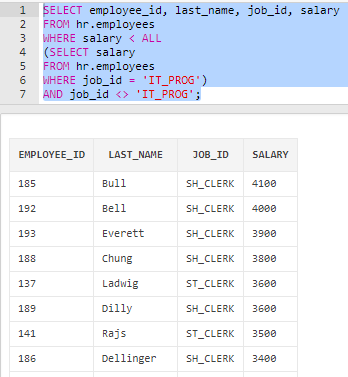 1 SELECT employee_id, last_name, job_id, salary
2 FROM hr.employees
3 WHERE salary < ALL
4 (SELECT salary
5 FROM hr.employees
6 WHERE job_id = 'IT_PROG')
7 AND job_id <> 'IT_PROG';
EMPLOYEE_ID LAST_NAME JOB_ID SALARY
185 Bull SH_CLERK 4100
192 Bell SH_CLERK 4000
193 Everett SH_CLERK 3900
188 Chung SH_CLERK 3800
137 Ladwig ST_CLERK 3600
189 Dilly SH_CLERK 3600
141 Rajs ST_CLERK 3500
186 Dellinger SH_CLERK 3400